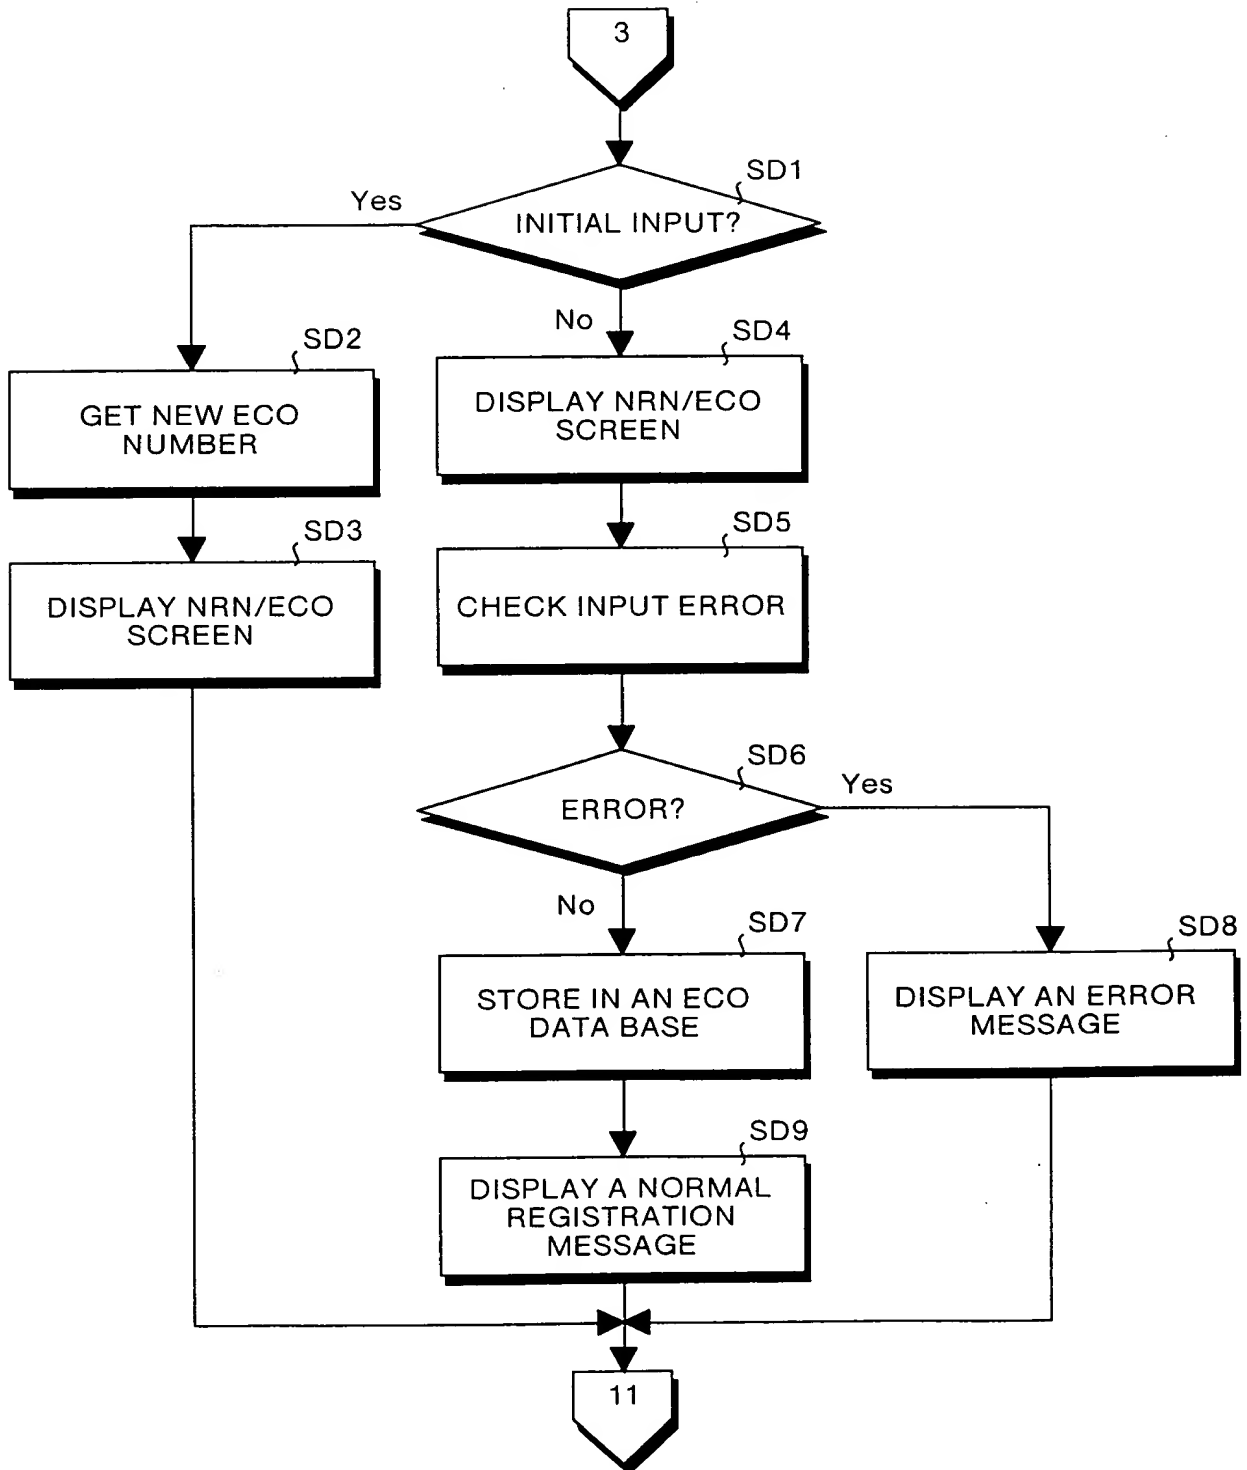 3
SD1
Yes
INITIAL INPUT?
No
SD2
SD4
GET NEW ECO
NUMBER
DISPLAY NRN/ECO
SCREEN
SD3
SD5
DISPLAY NRN/ECO
SCREEN
CHECK INPUT ERROR
SD6
Yes
ERROR?
No
SD7
SD8
STORE IN AN ECO
DATA BASE
DISPLAY AN ERROR
MESSAGE
SD9
DISPLAY A NORMAL
REGISTRATION
MESSAGE
11